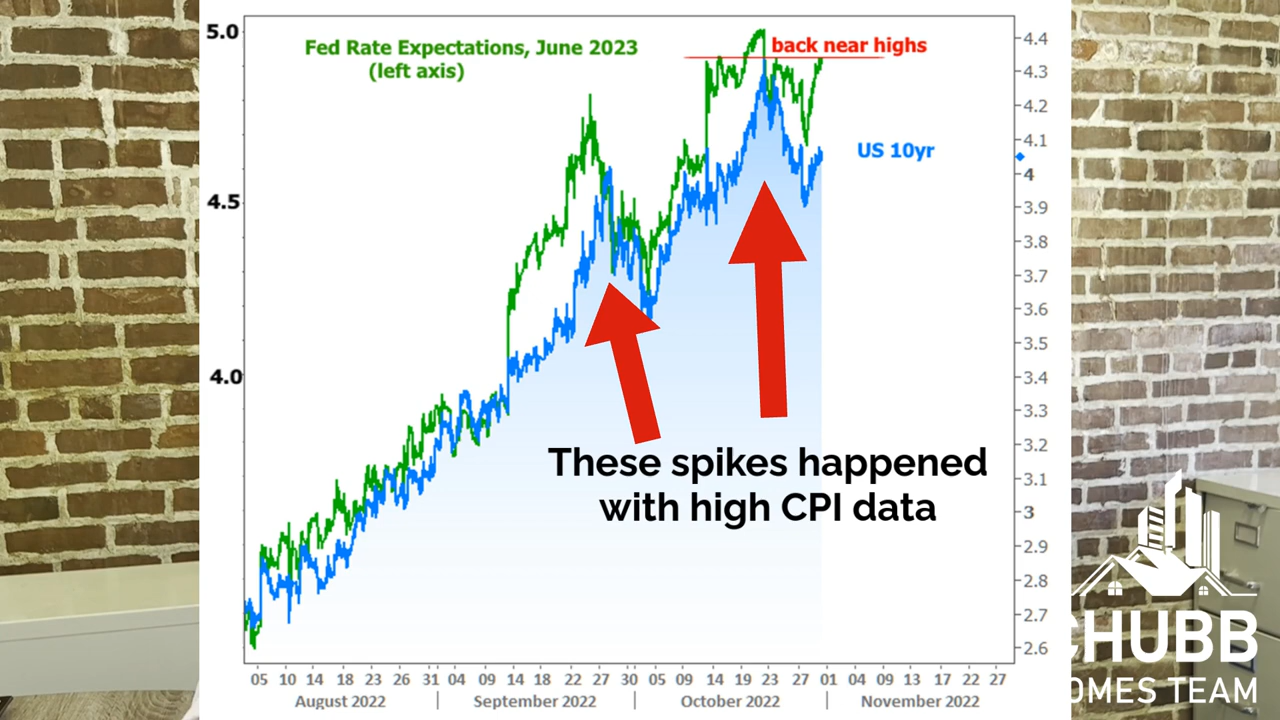 5.0
Fed Rate Expectations, June 2023
(left axis)
back near highs
US 10yr
4.5
4.0
4.4
4.3
4.2
4.1
4
3.9
3.8
3.7
3.6
3.5
3.4
3.3
3.2
3.1
3
2.9
2.8
2.7
2.6
These spikes happened
with high CPI data
05 10 14 18 23 26 31 04 09 14 18 22 27 30 05 09 14 19 23 27 01 08 13 17 22 27
August 2022 September 2022 October 2022 November 2022
CHUBB
OMES TEAM